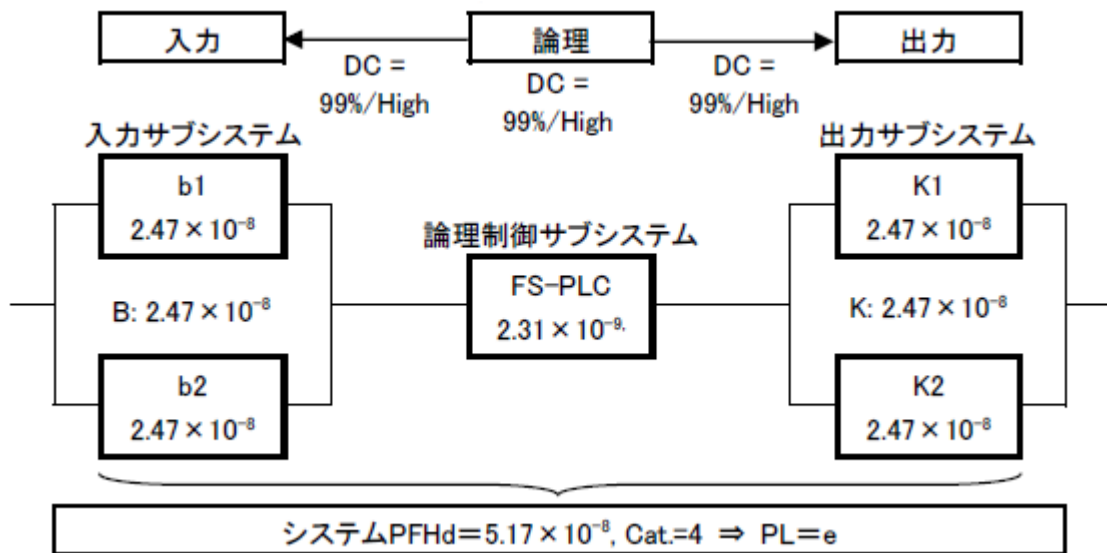 入力
論理
出力
DC =
99%/High
DC =
99%/High
DC =
99%/High
入力サブシステム
出力サブシステム
b1
2.47×10⁻⁸
K1
2.47×10⁻⁸
論理制御サブシステム
FS-PLC
2.31×10⁻⁹,
B: 2.47×10⁻⁸
K: 2.47×10⁻⁸
b2
2.47×10⁻⁸
K2
2.47×10⁻⁸
システムPFHd=5.17×10⁻⁸, Cat.=4 ⇒ PL=e